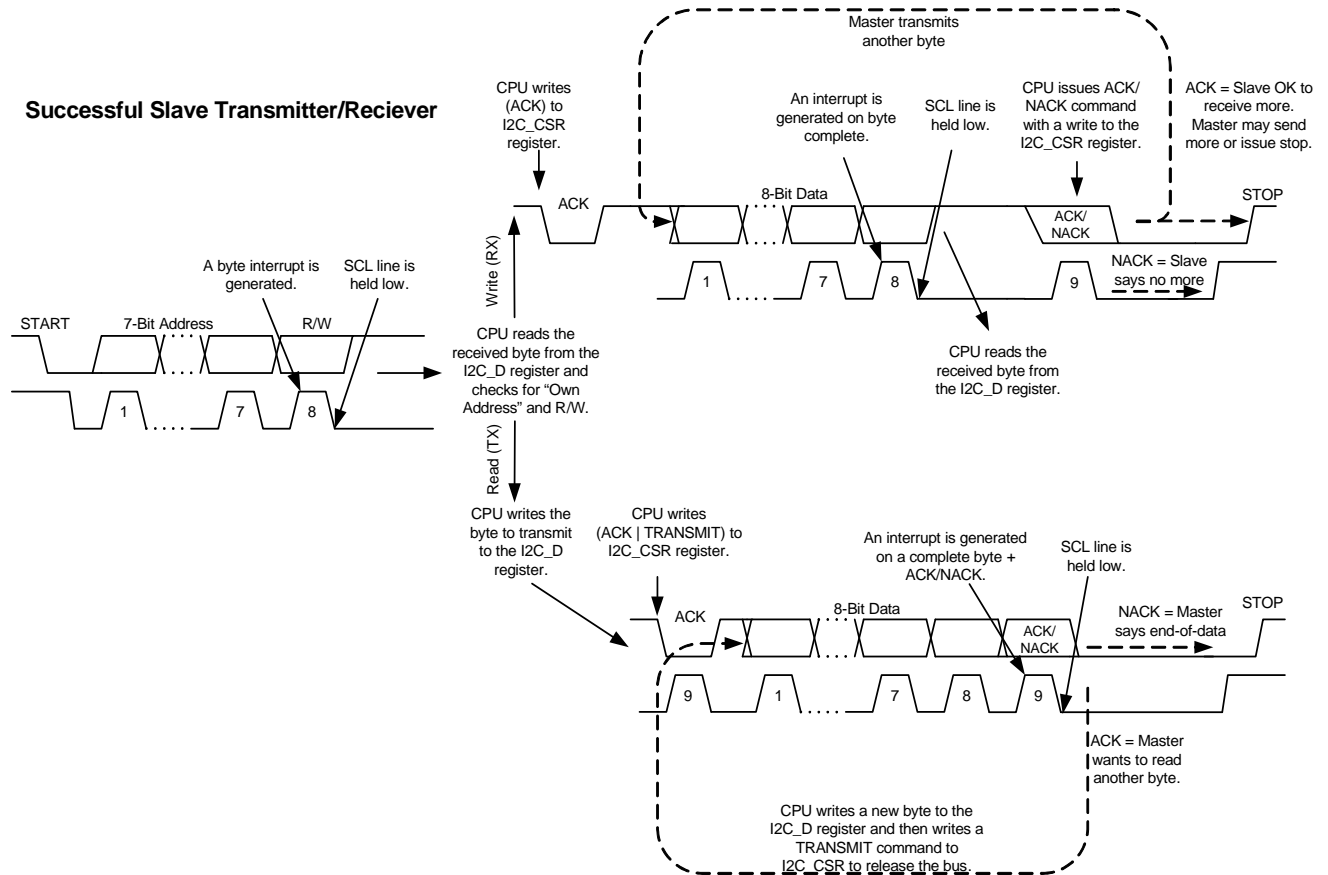 Successful Slave Transmitter/Reciever
Master transmits
another byte
CPU writes
(ACK) to
I2C_CSR
register.
An interrupt is
generated on byte
complete.
SCL line is
held low.
CPU issues ACK/
NACK command
with a write to the
I2C_CSR register.
ACK = Slave OK to
receive more.
Master may send
more or issue stop.
ACK
8-Bit Data
ACK/
NACK
STOP
1
7
8
9
NACK = Slave
says no more
Write (RX)
CPU reads the
received byte from
the I2C_D register.
A byte interrupt is
generated.
SCL line is
held low.
START
7-Bit Address
R/W
1
7
8
CPU reads the
received byte from the
I2C_D register and
checks for “Own
Address” and R/W.
Read (TX)
CPU writes the
byte to transmit
to the I2C_D
register.
CPU writes
(ACK | TRANSMIT) to
I2C_CSR register.
An interrupt is generated
on a complete byte +
ACK/NACK.
SCL line is
held low.
ACK
8-Bit Data
ACK/
NACK
NACK = Master
says end-of-data
STOP
9
1
7
8
9
ACK = Master
wants to read
another byte.
CPU writes a new byte to the
I2C_D register and then writes a
TRANSMIT command to
I2C_CSR to release the bus.